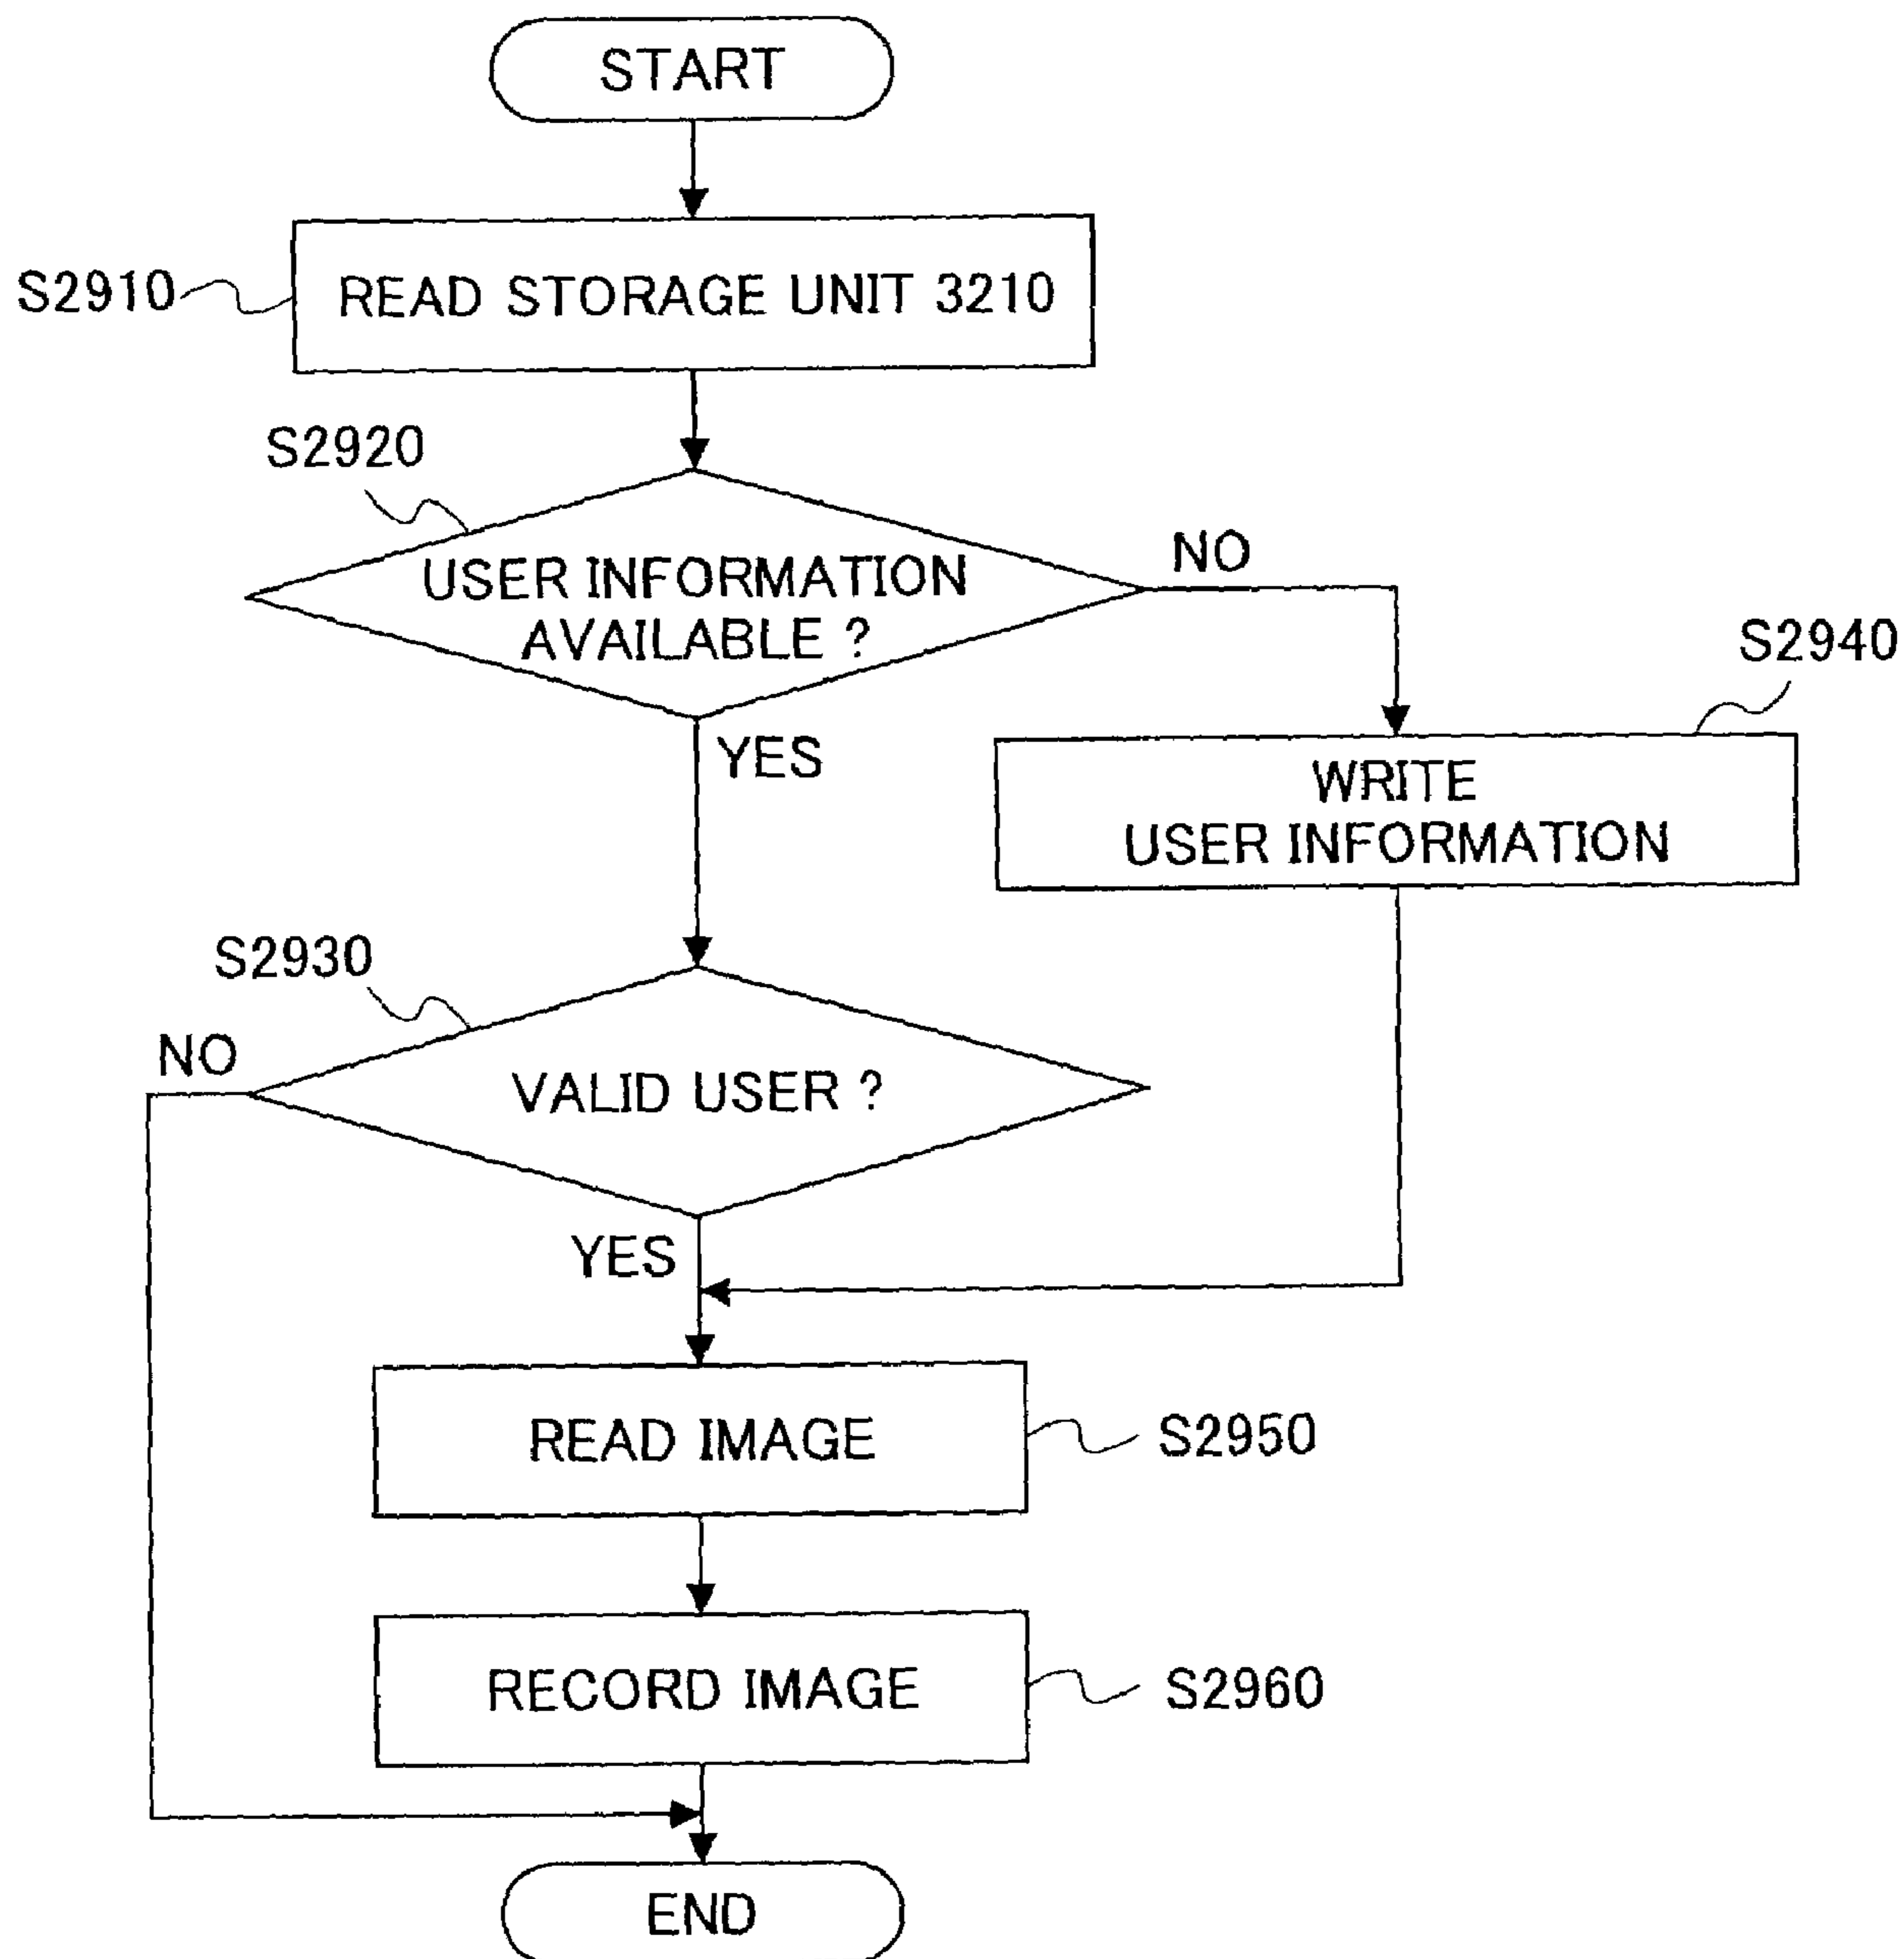 START
S2910
READ STORAGE UNIT 3210
S2920
USER INFORMATION
AVAILABLE ?
NO
YES
S2940
WRITE
USER INFORMATION
S2930
NO
VALID USER ?
YES
READ IMAGE
S2950
RECORD IMAGE
S2960
END